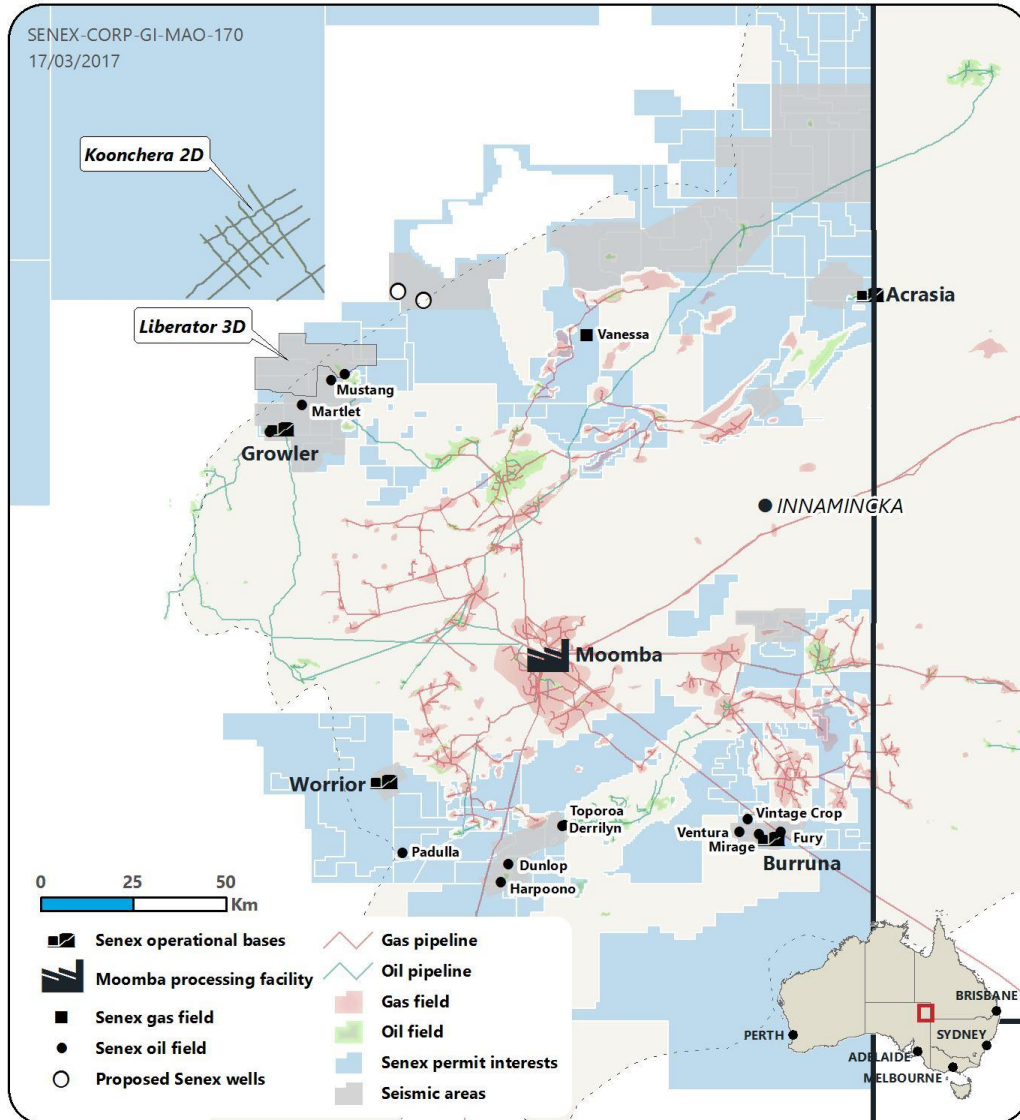 SENEX-CORP-GI-MAO-170
17/03/2017
Koonchera 2D
Liberator 3D
Acrasia
Vanessa
Mustang
Martlet
Growler
INNAMINCKA
Moomba
Worrior
Toporoa
Derrilyn
Vintage Crop
Ventura
Fury
Mirage
Burruna
Padulla
Dunlop
Harpoono
0 25 50
Km
Senex operational bases
Moomba processing facility
Senex gas field
Senex oil field
Proposed Senex wells
Gas pipeline
Oil pipeline
Gas field
Oil field
Senex permit interests
Seismic areas
BRISBANE
PERTH
SYDNEY
ADELAIDE
MELBOURNE